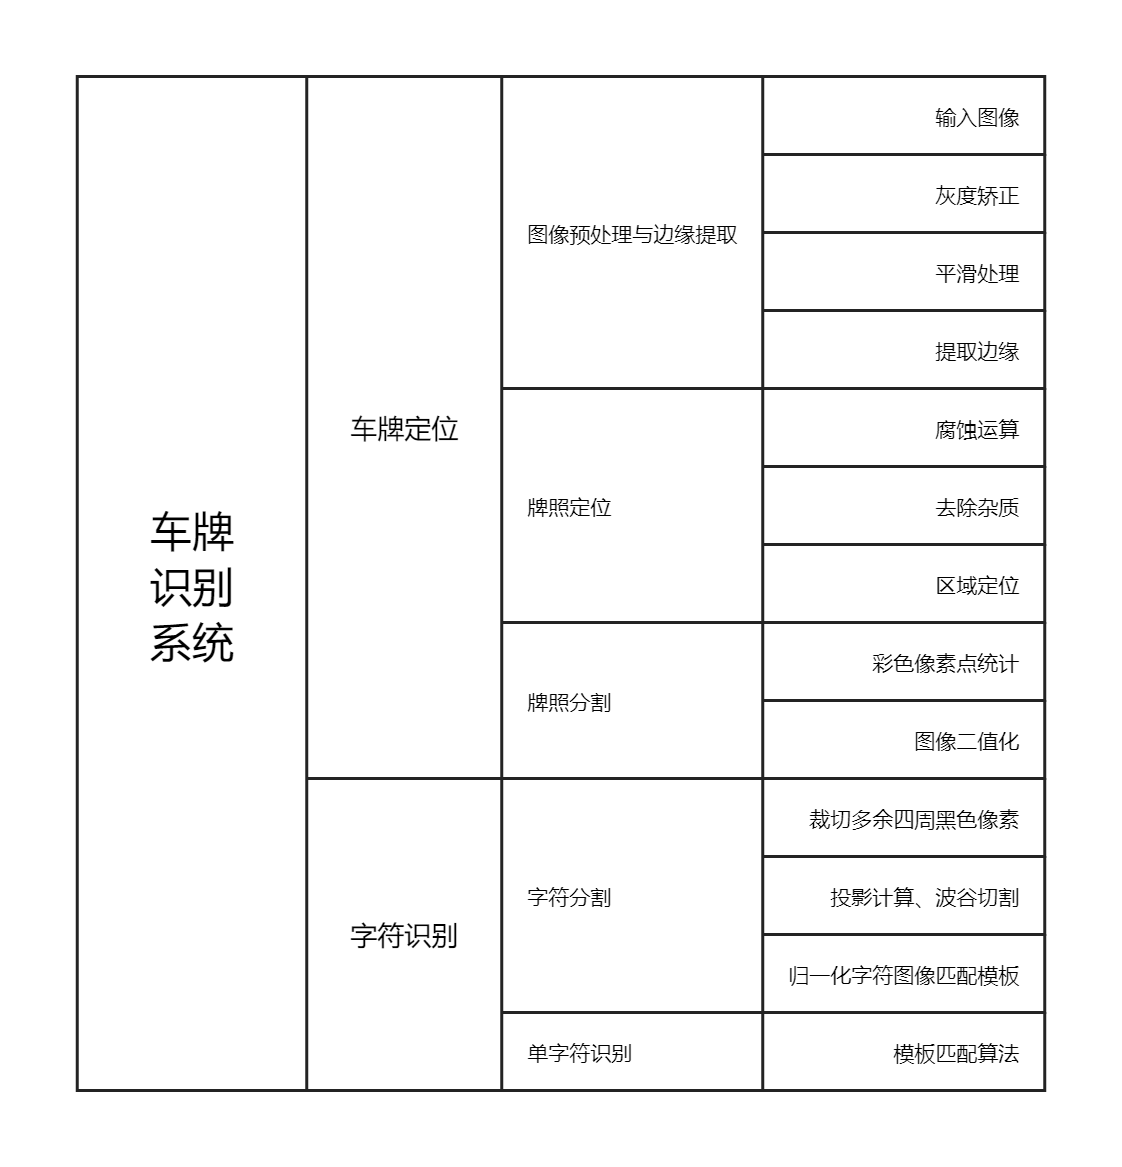 车牌
识别
系统
车牌定位
图像预处理与边缘提取
输入图像
灰度矫正
平滑处理
提取边缘
牌照定位
腐蚀运算
去除杂质
区域定位
牌照分割
彩色像素点统计
图像二值化
字符识别
字符分割
裁切多余四周黑色像素
投影计算、波谷切割
归一化字符图像匹配模板
单字符识别
模板匹配算法